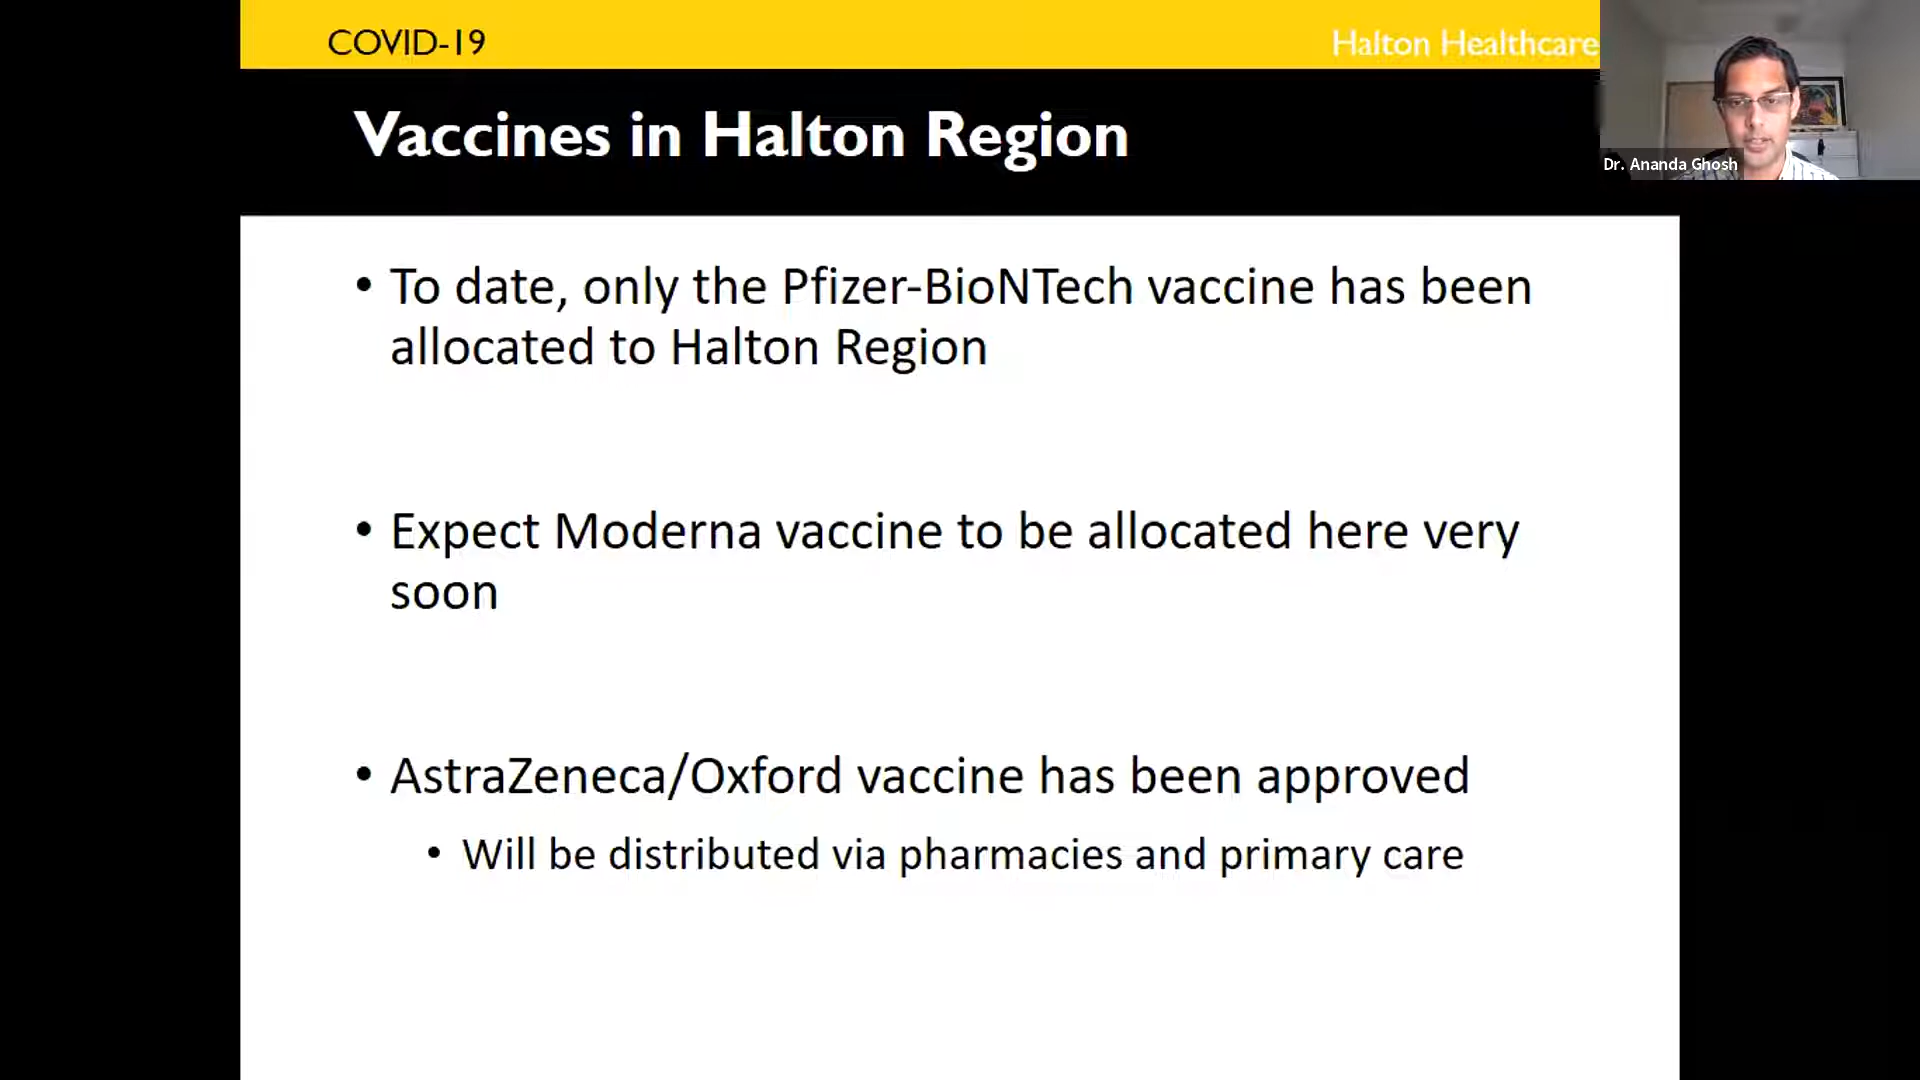 COVID-19
Halton Healthcare
Vaccines in Halton Region
Dr. Ananda Ghosh
• To date, only the Pfizer-BioNTech vaccine has been
allocated to Halton Region
• Expect Moderna vaccine to be allocated here very
soon
• AstraZeneca/Oxford vaccine has been approved
• Will be distributed via pharmacies and primary care